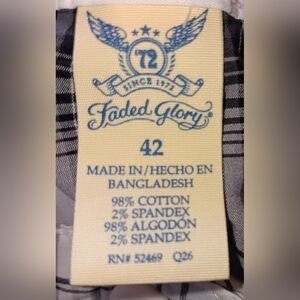 '72
SINCE 1972
Faded Glory®
42
MADE IN/HECHO EN
BANGLADESH
98% COTTON
2% SPANDEX
98% ALGODÓN
2% SPANDEX
RN# 52469 Q26